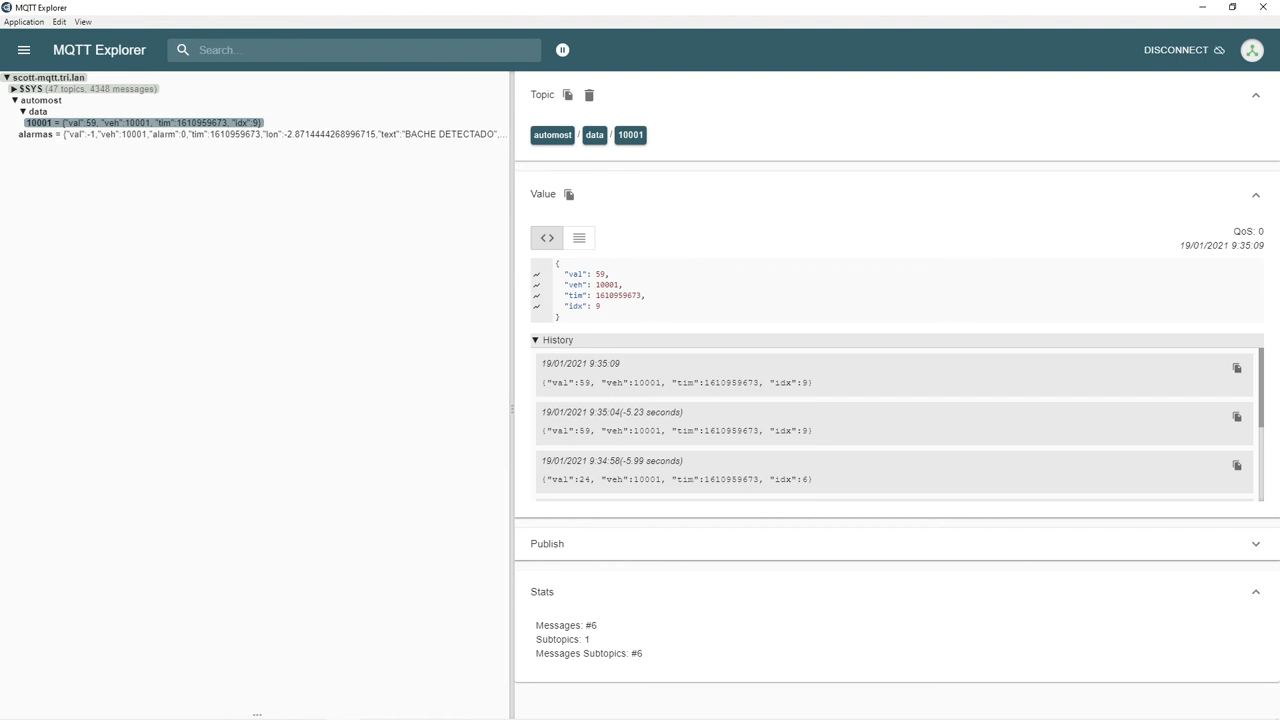 MQTT Explorer
Application Edit View
MQTT Explorer
Search...
DISCONNECT
scott-mqtt.tri.lan
$SYS (47 topics, 4348 messages)
automost
data
10001 = {"val":59, "veh":10001, "tim":1610959673, "idx":9}
alarmas = {"val":-1,"veh":10001,"alarm":0,"tim":1610959673,"lon":-2.8714444268996715,"text":"BACHE DETECTADO",...
Topic
automost / data / 10001
Value
QoS: 0
19/01/2021 9:35:09
{
"val": 59,
"veh": 10001,
"tim": 1610959673,
"idx": 9
}
History
19/01/2021 9:35:09
{"val":59, "veh":10001, "tim":1610959673, "idx":9}
19/01/2021 9:35:04(-5.23 seconds)
{"val":59, "veh":10001, "tim":1610959673, "idx":9}
19/01/2021 9:34:58(-5.99 seconds)
{"val":24, "veh":10001, "tim":1610959673, "idx":6}
Publish
Stats
Messages: #6
Subtopics: 1
Messages Subtopics: #6